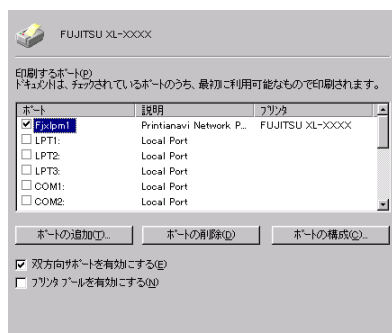 FUJITSU XL-XXXX
印刷するポート(P)
ドキュメントは、チェックされているポートのうち、最初に利用可能なもので印刷されます。
ポート 説明 プリンタ
Fjxlpm1 Printianavi Network P... FUJITSU XL-XXXX
LPT1: Local Port
LPT2: Local Port
LPT3: Local Port
COM1: Local Port
COM2: Local Port
ポートの追加(T)... ポートの削除(D) ポートの構成(C)...
双方向サポートを有効にする(E)
プリンタ プールを有効にする(N)